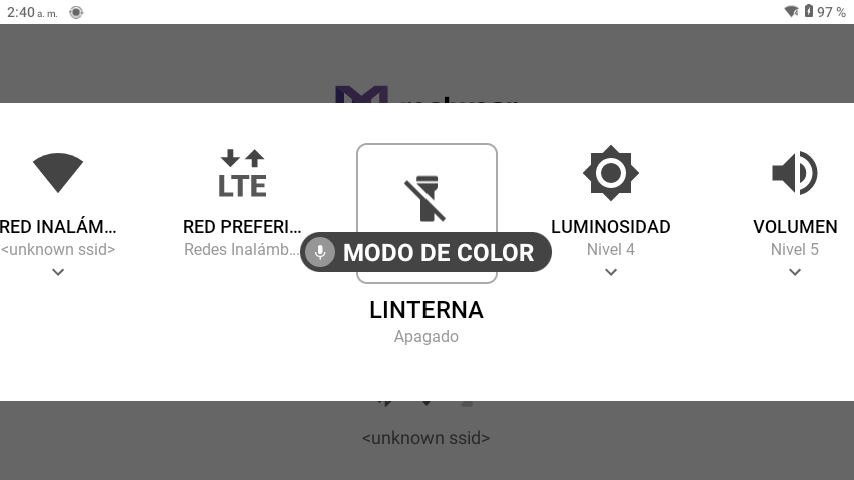 2:40 a. m.
97 %
RED INALÁM...
<unknown ssid>
RED PREFERI...
Redes Inalámb...
LTE
MODO DE COLOR
LINTERNA
Apagado
LUMINOSIDAD
Nivel 4
VOLUMEN
Nivel 5
<unknown ssid>